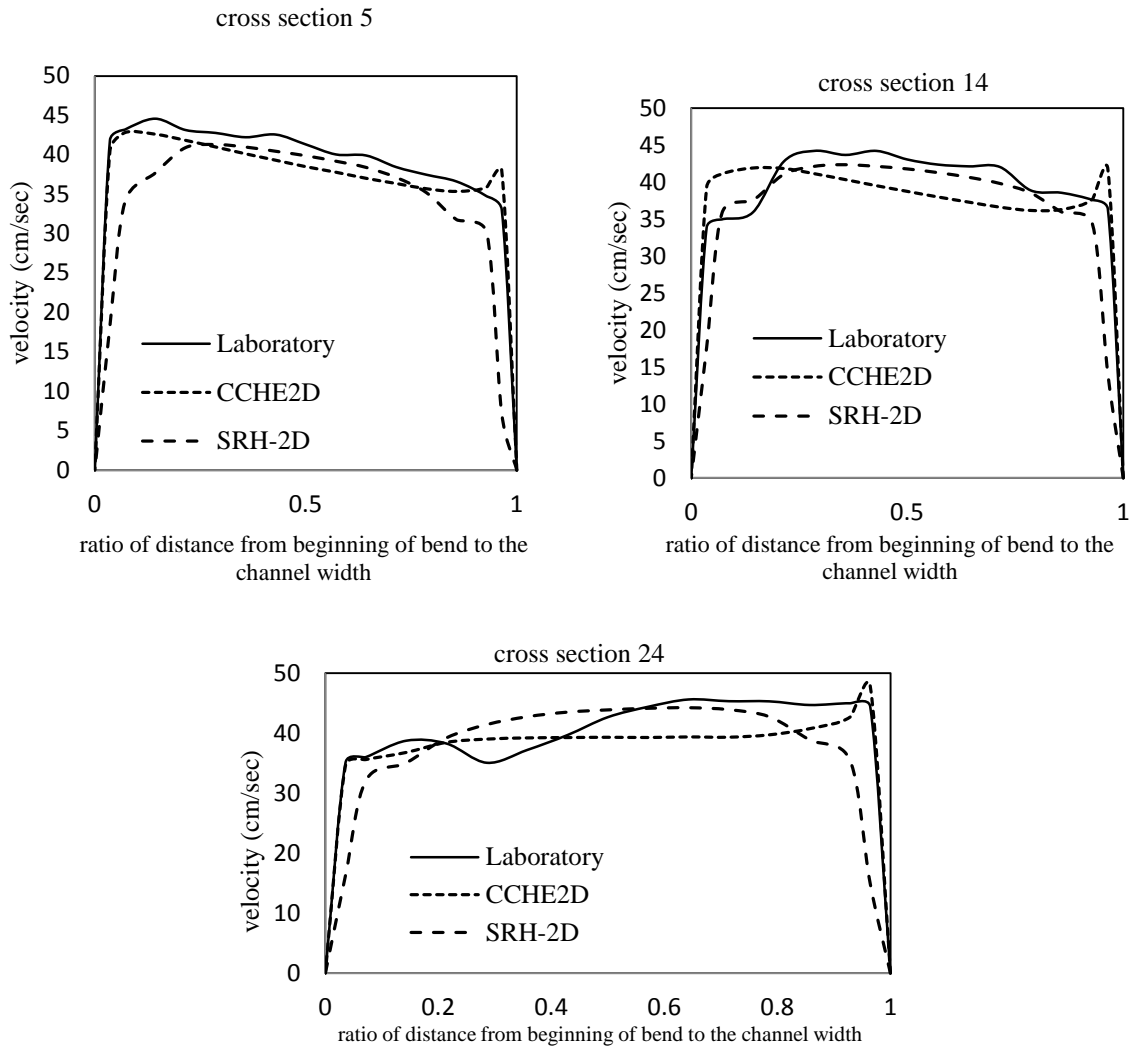 cross section 5
50
45
40
35
30
25
20
15
10
5
0
velocity (cm/sec)
Laboratory
CCHE2D
SRH-2D
0 0.5 1
ratio of distance from beginning of bend to the
channel width
cross section 14
50
45
40
35
30
25
20
15
10
5
0
velocity (cm/sec)
Laboratory
CCHE2D
SRH-2D
0 0.5 1
ratio of distance from beginning of bend to the
channel width
cross section 24
50
40
30
20
10
0
velocity (cm/sec)
Laboratory
CCHE2D
SRH-2D
0 0.2 0.4 0.6 0.8 1
ratio of distance from beginning of bend to the channel width